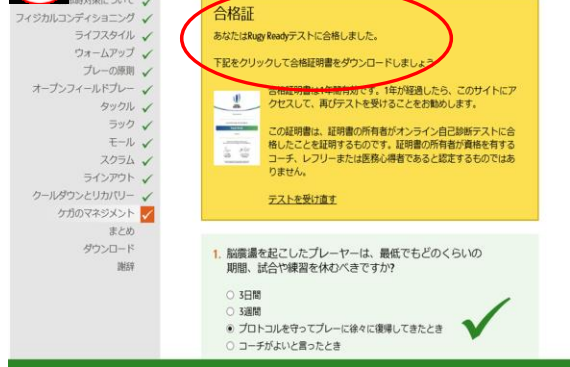 フィジカルコンディショニング
ライフスタイル
ウォームアップ
プレーの原則
オープンフィールドプレー
タックル
ラック
モール
スクラム
ラインアウト
クールダウンとリカバリー
ケガのマネジメント
まとめ
ダウンロード
謝辞
合格証
あなたはRugy Readyテストに合格しました。
下記をクリックして合格証明書をダウンロードしましょう
合格証明書は1年間有効です。1年が経過したら、このサイトにア
クセスして、再びテストを受けることをお勧めします。
この証明書は、証明書の所有者がオンライン自己診断テストに合
格したことを証明するものです。証明書の所有者が資格を有する
コーチ、レフリーまたは医務心得者であると認定するものではあ
りません。
テストを受け直す
1. 脳震盪を起こしたプレーヤーは、最低でもどのくらいの
期間、試合や練習を休むべきですか?
3日間
3週間
プロトコルを守ってプレーに徐々に復帰してきたとき
コーチがよいと言ったとき